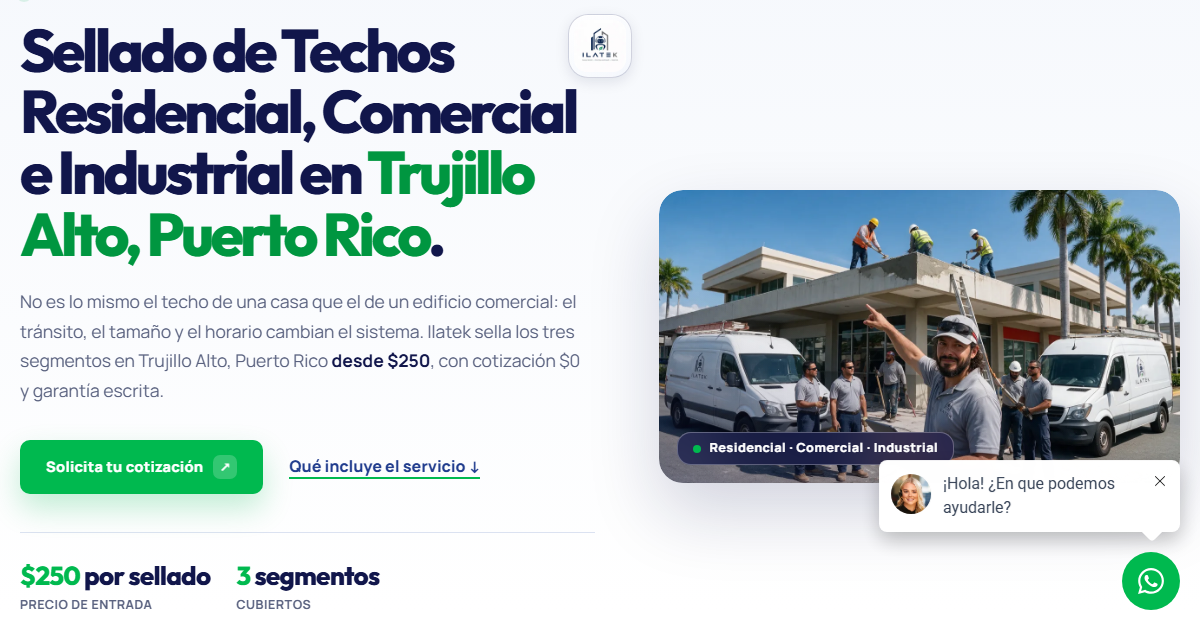 Sellado de Techos
Residencial, Comercial
e Industrial en Trujillo
Alto, Puerto Rico.
ILATEK
No es lo mismo el techo de una casa que el de un edificio comercial: el
tránsito, el tamaño y el horario cambian el sistema. Ilatek sella los tres
segmentos en Trujillo Alto, Puerto Rico desde $250, con cotización $0
y garantía escrita.
Solicita tu cotización ↗
Qué incluye el servicio ↓
$250 por sellado
PRECIO DE ENTRADA
3 segmentos
CUBIERTOS
ILATEK
ILATEK
Residencial · Comercial · Industrial
¡Hola! ¿En que podemos
ayudarle?